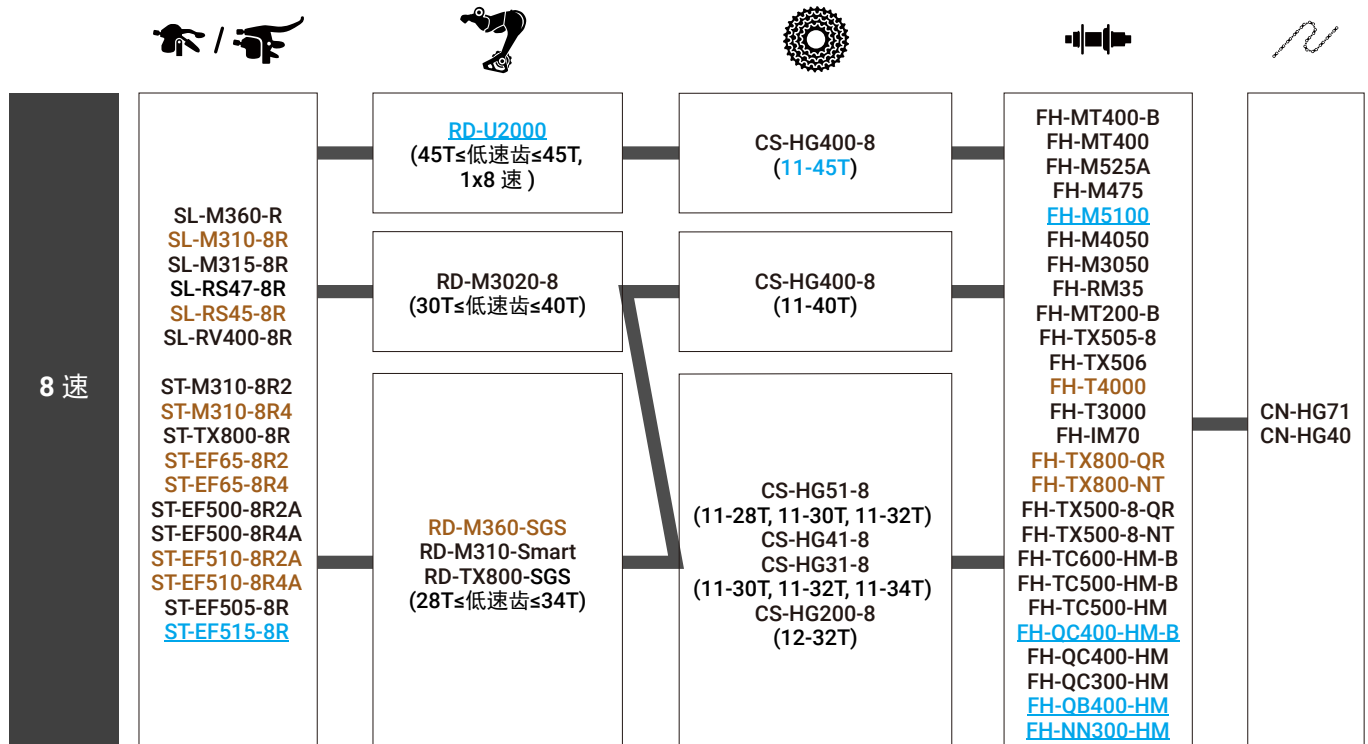 8 速
SL-M360-R
SL-M310-8R
SL-M315-8R
SL-RS47-8R
SL-RS45-8R
SL-RV400-8R
ST-M310-8R2
ST-M310-8R4
ST-TX800-8R
ST-EF65-8R2
ST-EF65-8R4
ST-EF500-8R2A
ST-EF500-8R4A
ST-EF510-8R2A
ST-EF510-8R4A
ST-EF505-8R
ST-EF515-8R
RD-U2000
(45T≤低速齿≤45T,
1x8 速 )
RD-M3020-8
(30T≤低速齿≤40T)
RD-M360-SGS
RD-M310-Smart
RD-TX800-SGS
(28T≤低速齿≤34T)
CS-HG400-8
(11-45T)
CS-HG400-8
(11-40T)
CS-HG51-8
(11-28T, 11-30T, 11-32T)
CS-HG41-8
CS-HG31-8
(11-30T, 11-32T, 11-34T)
CS-HG200-8
(12-32T)
FH-MT400-B
FH-MT400
FH-M525A
FH-M475
FH-M5100
FH-M4050
FH-M3050
FH-RM35
FH-MT200-B
FH-TX505-8
FH-TX506
FH-T4000
FH-T3000
FH-IM70
FH-TX800-QR
FH-TX800-NT
FH-TX500-8-QR
FH-TX500-8-NT
FH-TC600-HM-B
FH-TC500-HM-B
FH-TC500-HM
FH-QC400-HM-B
FH-QC400-HM
FH-QC300-HM
FH-QB400-HM
FH-NN300-HM
CN-HG71
CN-HG40